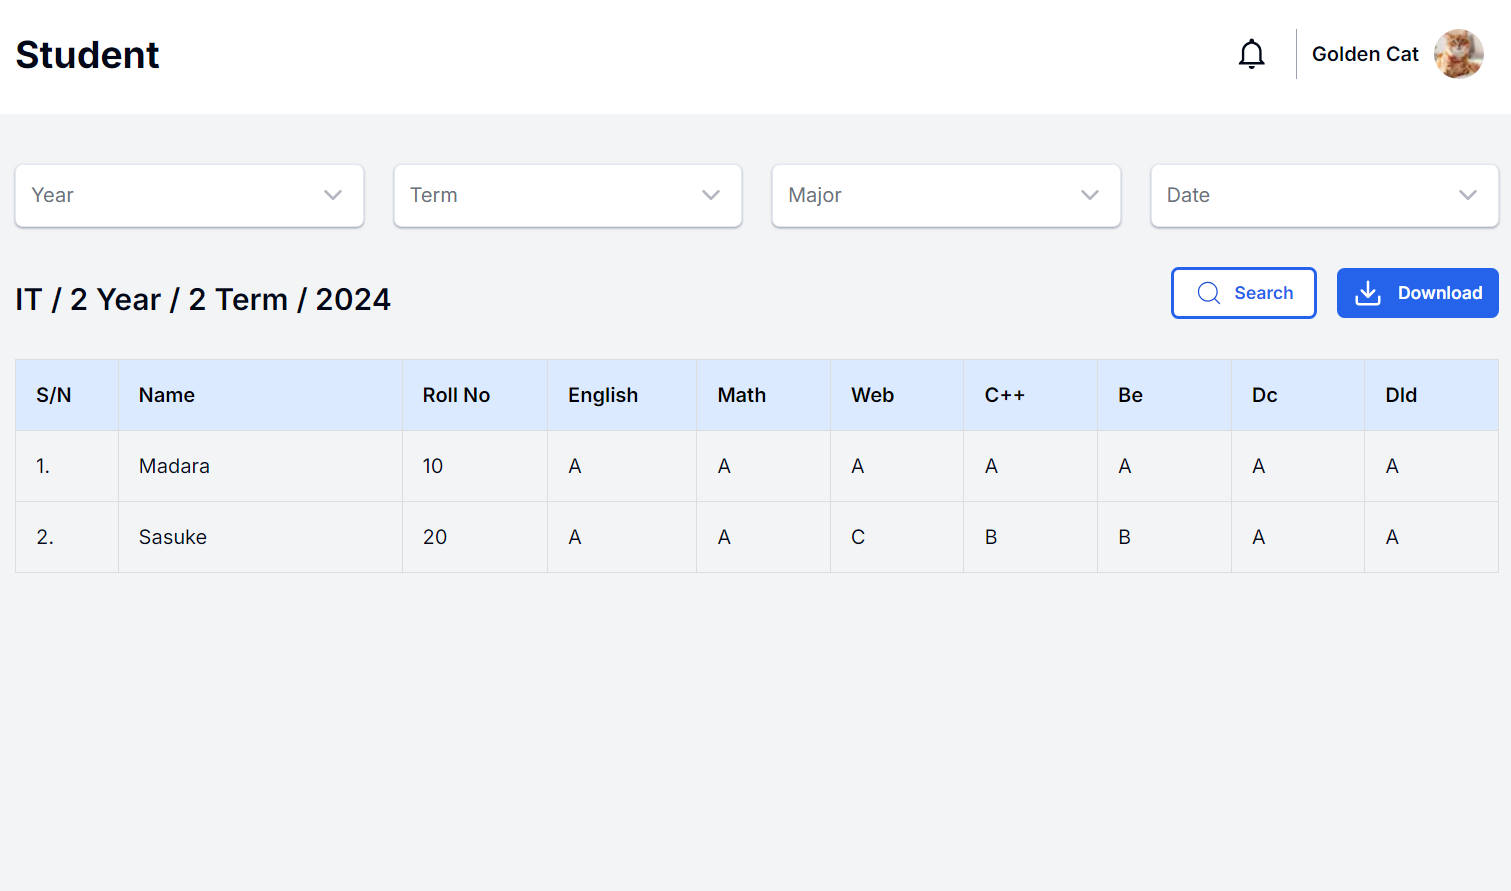 Student
Golden Cat
Year Term Major Date
IT / 2 Year / 2 Term / 2024
Search Download
S/N Name Roll No English Math Web C++ Be Dc Dld
1. Madara 10 A A A A A A A
2. Sasuke 20 A A C B B A A